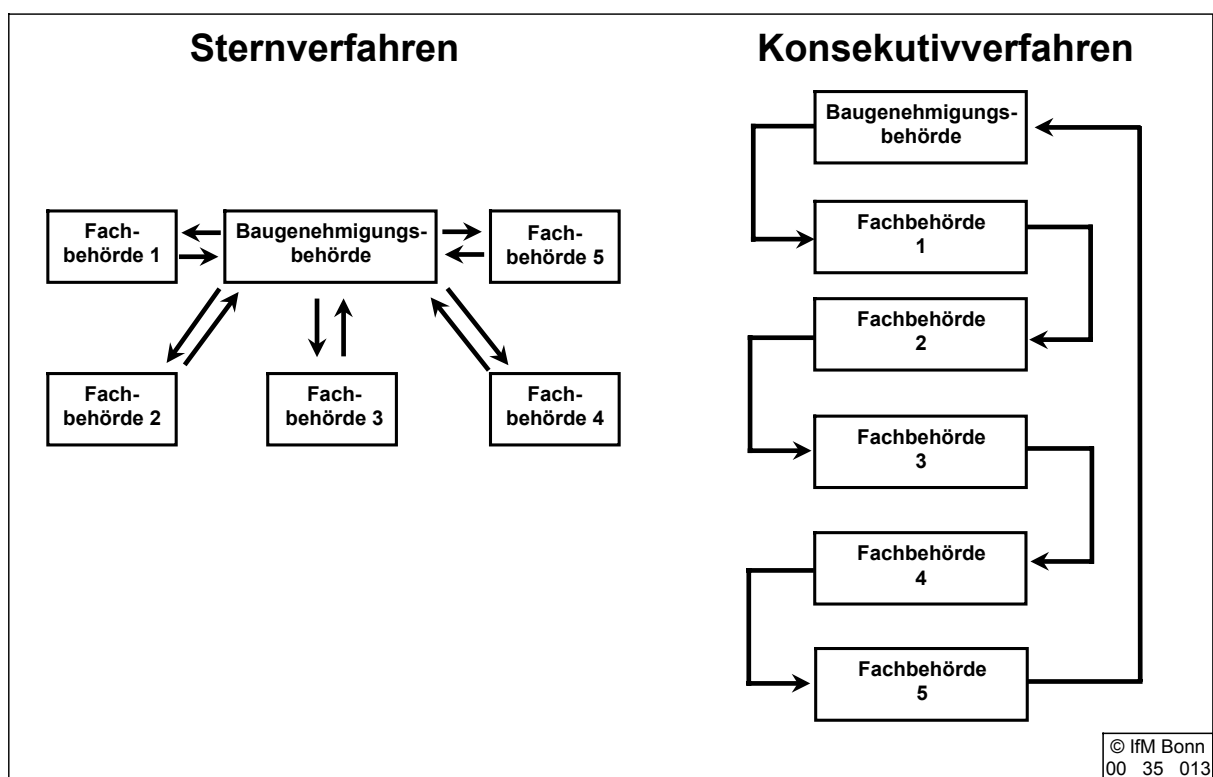 Sternverfahren
Fach-
behörde 1
Baugenehmigungs-
behörde
Fach-
behörde 5
Fach-
behörde 2
Fach-
behörde 3
Fach-
behörde 4
Konsekutivverfahren
Baugenehmigungs-
behörde
Fachbehörde
1
Fachbehörde
2
Fachbehörde
3
Fachbehörde
4
Fachbehörde
5
© IfM Bonn
00 35 013